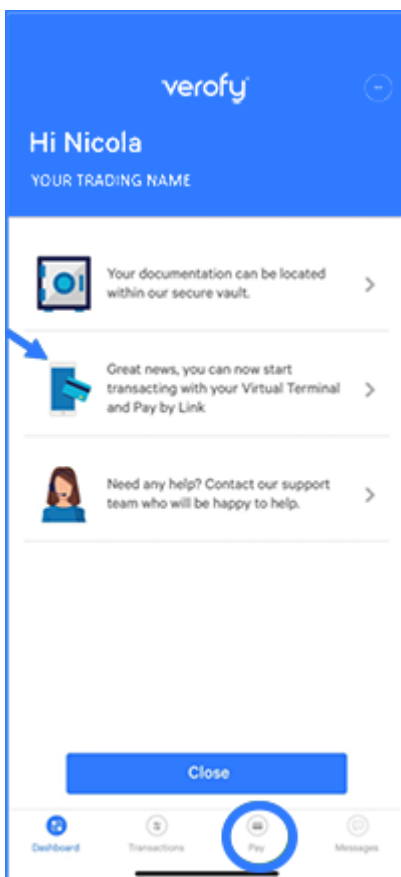 verofy
Hi Nicola
YOUR TRADING NAME
Your documentation can be located
within our secure vault.
Great news, you can now start
transacting with your Virtual Terminal
and Pay by Link
Need any help? Contact our support
team who will be happy to help.
Close
Dashboard
Transactions
Pay
Messages